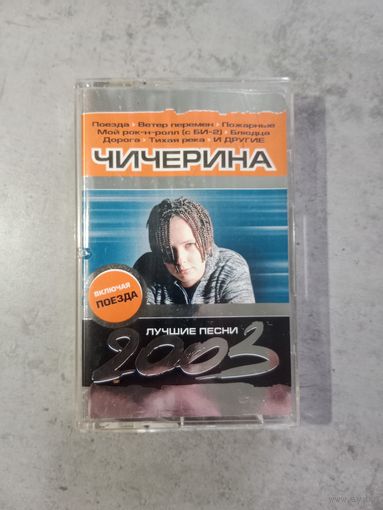 Поезда • Ветер перемен • Пожарные
Мой рок-н-ролл (с БИ-2) • Блюдца
Дорога • Тихая река • И ДРУГИЕ
ЧИЧЕРИНА
ВКЛЮЧАЯ
ПОЕЗДА
ЛУЧШИЕ ПЕСНИ
2003